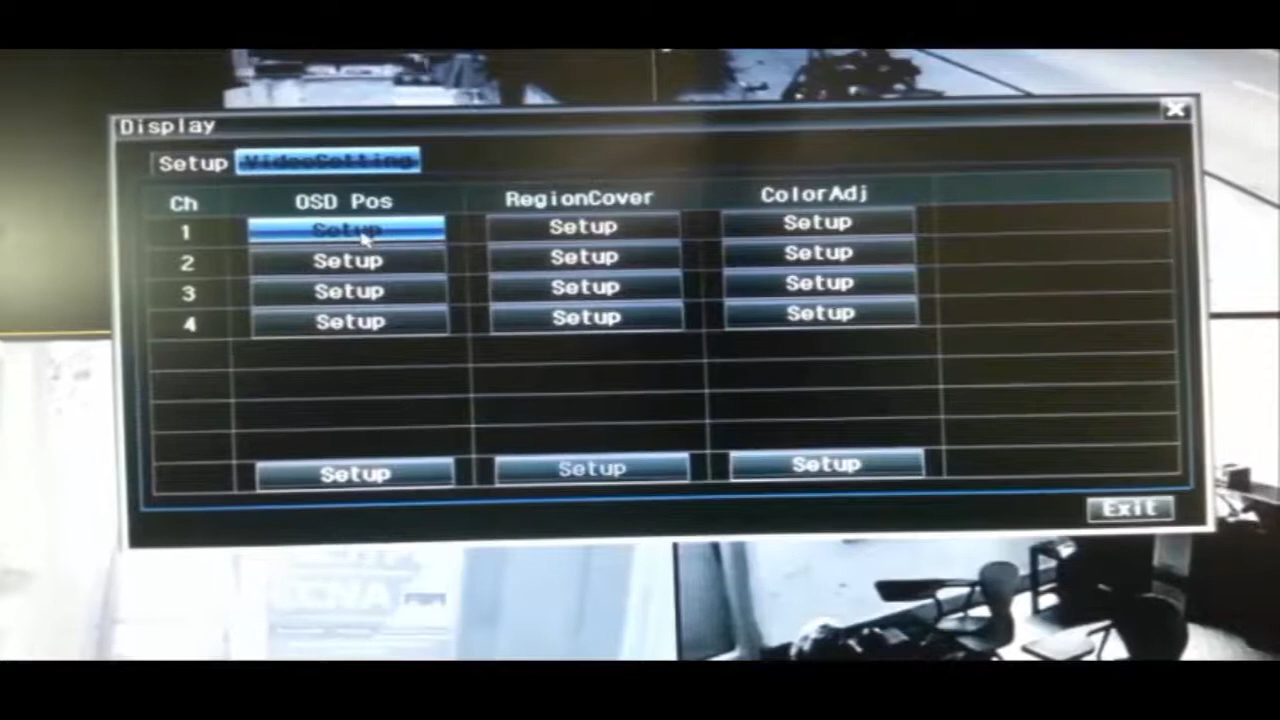 Display
Setup VideoSetting
Ch OSD Pos RegionCover ColorAdj
1 Setup Setup Setup
2 Setup Setup Setup
3 Setup Setup Setup
4 Setup Setup Setup
Setup Setup Setup
Exit